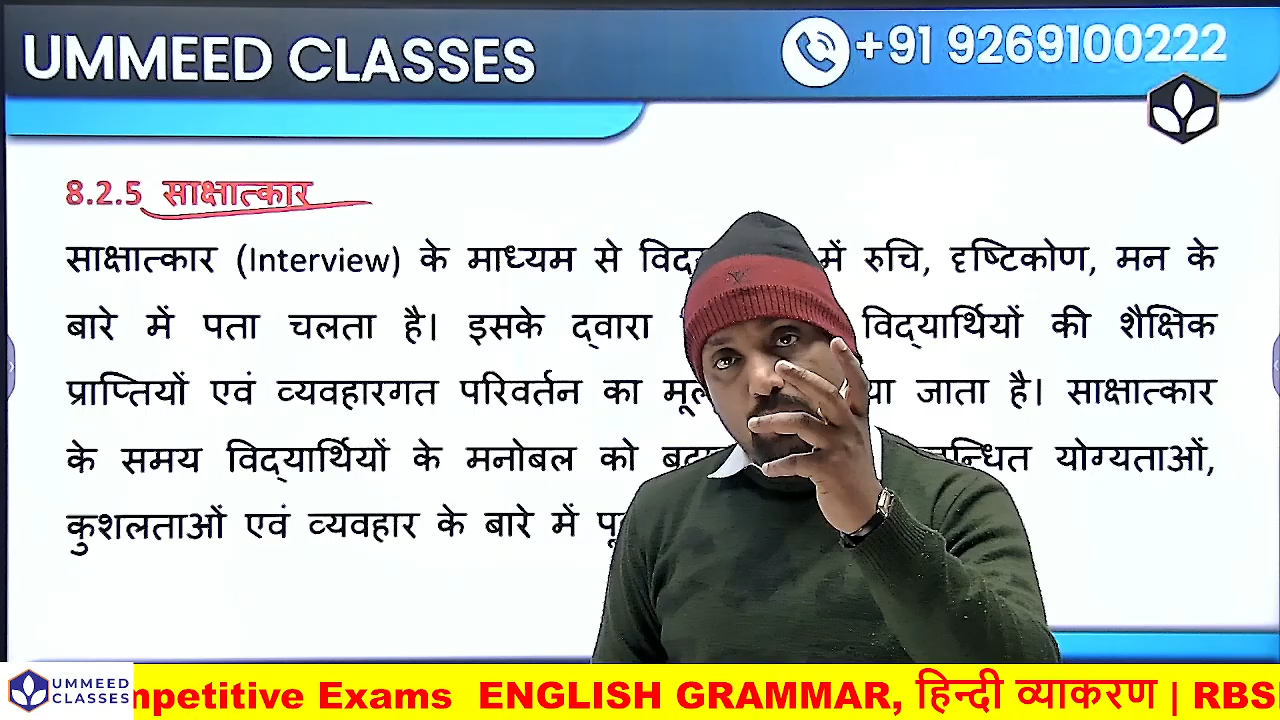 UMMEED CLASSES
+91 9269100222
8.2.5 साक्षात्कार
साक्षात्कार (Interview) के माध्यम से में रुचि, दृष्टिकोण, मन के
बारे में पता चलता है। इसके द्वारा विद्यार्थियों की शैक्षिक
प्राप्तियों एवं व्यवहारगत परिवर्तन का जाता है। साक्षात्कार
के समय विद्यार्थियों के मनोबल को योग्यताओं,
कुशलताओं एवं व्यवहार के बारे में
UMMEED
CLASSES
Exams ENGLISH GRAMMAR, हिन्दी व्याकरण |